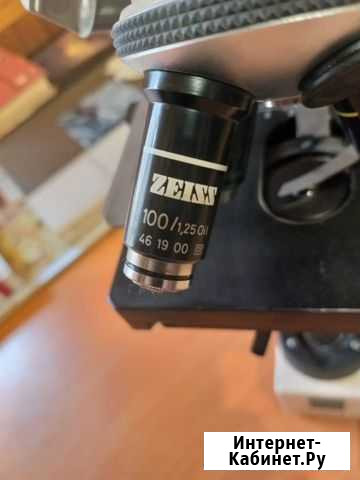 ZEISS
100/1,25 Oil
46 19 00
Интернет-
Кабинет.Ру